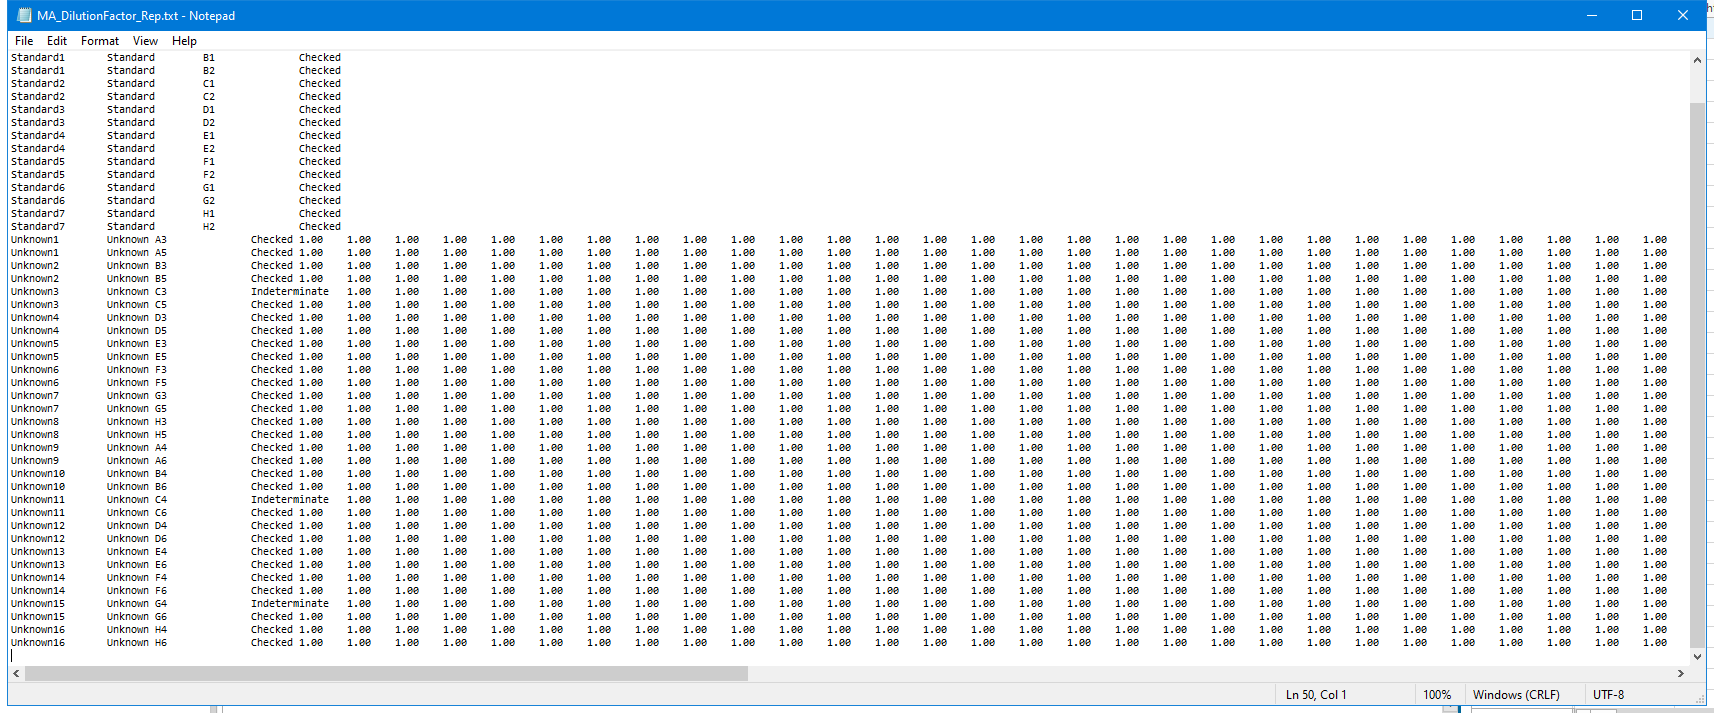 MA_DilutionFactor_Rep.txt - Notepad
File Edit Format View Help
Standard1 Standard B1 Checked
Standard1 Standard B2 Checked
Standard2 Standard C1 Checked
Standard2 Standard C2 Checked
Standard3 Standard D1 Checked
Standard3 Standard D2 Checked
Standard4 Standard E1 Checked
Standard4 Standard E2 Checked
Standard5 Standard F1 Checked
Standard5 Standard F2 Checked
Standard6 Standard G1 Checked
Standard6 Standard G2 Checked
Standard7 Standard H1 Checked
Standard7 Standard H2 Checked
Unknown1 Unknown A3 Checked 1.00 1.00 1.00 1.00 1.00 1.00 1.00 1.00 1.00 1.00 1.00 1.00 1.00 1.00 1.00 1.00 1.00 1.00 1.00 1.00 1.00 1.00 1.00 1.00 1.00 1.00 1.00 1.00 1.00
Unknown1 Unknown A5 Checked 1.00 1.00 1.00 1.00 1.00 1.00 1.00 1.00 1.00 1.00 1.00 1.00 1.00 1.00 1.00 1.00 1.00 1.00 1.00 1.00 1.00 1.00 1.00 1.00 1.00 1.00 1.00 1.00 1.00
Unknown2 Unknown B3 Checked 1.00 1.00 1.00 1.00 1.00 1.00 1.00 1.00 1.00 1.00 1.00 1.00 1.00 1.00 1.00 1.00 1.00 1.00 1.00 1.00 1.00 1.00 1.00 1.00 1.00 1.00 1.00 1.00 1.00
Unknown2 Unknown B5 Checked 1.00 1.00 1.00 1.00 1.00 1.00 1.00 1.00 1.00 1.00 1.00 1.00 1.00 1.00 1.00 1.00 1.00 1.00 1.00 1.00 1.00 1.00 1.00 1.00 1.00 1.00 1.00 1.00 1.00
Unknown3 Unknown C3 Indeterminate 1.00 1.00 1.00 1.00 1.00 1.00 1.00 1.00 1.00 1.00 1.00 1.00 1.00 1.00 1.00 1.00 1.00 1.00 1.00 1.00 1.00 1.00 1.00 1.00 1.00 1.00 1.00 1.00
Unknown3 Unknown C5 Checked 1.00 1.00 1.00 1.00 1.00 1.00 1.00 1.00 1.00 1.00 1.00 1.00 1.00 1.00 1.00 1.00 1.00 1.00 1.00 1.00 1.00 1.00 1.00 1.00 1.00 1.00 1.00 1.00 1.00
Unknown4 Unknown D3 Checked 1.00 1.00 1.00 1.00 1.00 1.00 1.00 1.00 1.00 1.00 1.00 1.00 1.00 1.00 1.00 1.00 1.00 1.00 1.00 1.00 1.00 1.00 1.00 1.00 1.00 1.00 1.00 1.00 1.00
Unknown4 Unknown D5 Checked 1.00 1.00 1.00 1.00 1.00 1.00 1.00 1.00 1.00 1.00 1.00 1.00 1.00 1.00 1.00 1.00 1.00 1.00 1.00 1.00 1.00 1.00 1.00 1.00 1.00 1.00 1.00 1.00 1.00
Unknown5 Unknown E3 Checked 1.00 1.00 1.00 1.00 1.00 1.00 1.00 1.00 1.00 1.00 1.00 1.00 1.00 1.00 1.00 1.00 1.00 1.00 1.00 1.00 1.00 1.00 1.00 1.00 1.00 1.00 1.00 1.00 1.00
Unknown5 Unknown E5 Checked 1.00 1.00 1.00 1.00 1.00 1.00 1.00 1.00 1.00 1.00 1.00 1.00 1.00 1.00 1.00 1.00 1.00 1.00 1.00 1.00 1.00 1.00 1.00 1.00 1.00 1.00 1.00 1.00 1.00
Unknown6 Unknown F3 Checked 1.00 1.00 1.00 1.00 1.00 1.00 1.00 1.00 1.00 1.00 1.00 1.00 1.00 1.00 1.00 1.00 1.00 1.00 1.00 1.00 1.00 1.00 1.00 1.00 1.00 1.00 1.00 1.00 1.00
Unknown6 Unknown F5 Checked 1.00 1.00 1.00 1.00 1.00 1.00 1.00 1.00 1.00 1.00 1.00 1.00 1.00 1.00 1.00 1.00 1.00 1.00 1.00 1.00 1.00 1.00 1.00 1.00 1.00 1.00 1.00 1.00 1.00
Unknown7 Unknown G3 Checked 1.00 1.00 1.00 1.00 1.00 1.00 1.00 1.00 1.00 1.00 1.00 1.00 1.00 1.00 1.00 1.00 1.00 1.00 1.00 1.00 1.00 1.00 1.00 1.00 1.00 1.00 1.00 1.00 1.00
Unknown7 Unknown G5 Checked 1.00 1.00 1.00 1.00 1.00 1.00 1.00 1.00 1.00 1.00 1.00 1.00 1.00 1.00 1.00 1.00 1.00 1.00 1.00 1.00 1.00 1.00 1.00 1.00 1.00 1.00 1.00 1.00 1.00
Unknown8 Unknown H3 Checked 1.00 1.00 1.00 1.00 1.00 1.00 1.00 1.00 1.00 1.00 1.00 1.00 1.00 1.00 1.00 1.00 1.00 1.00 1.00 1.00 1.00 1.00 1.00 1.00 1.00 1.00 1.00 1.00 1.00
Unknown8 Unknown H5 Checked 1.00 1.00 1.00 1.00 1.00 1.00 1.00 1.00 1.00 1.00 1.00 1.00 1.00 1.00 1.00 1.00 1.00 1.00 1.00 1.00 1.00 1.00 1.00 1.00 1.00 1.00 1.00 1.00 1.00
Unknown9 Unknown A4 Checked 1.00 1.00 1.00 1.00 1.00 1.00 1.00 1.00 1.00 1.00 1.00 1.00 1.00 1.00 1.00 1.00 1.00 1.00 1.00 1.00 1.00 1.00 1.00 1.00 1.00 1.00 1.00 1.00 1.00
Unknown9 Unknown A6 Checked 1.00 1.00 1.00 1.00 1.00 1.00 1.00 1.00 1.00 1.00 1.00 1.00 1.00 1.00 1.00 1.00 1.00 1.00 1.00 1.00 1.00 1.00 1.00 1.00 1.00 1.00 1.00 1.00 1.00
Unknown10 Unknown B4 Checked 1.00 1.00 1.00 1.00 1.00 1.00 1.00 1.00 1.00 1.00 1.00 1.00 1.00 1.00 1.00 1.00 1.00 1.00 1.00 1.00 1.00 1.00 1.00 1.00 1.00 1.00 1.00 1.00 1.00
Unknown10 Unknown B6 Checked 1.00 1.00 1.00 1.00 1.00 1.00 1.00 1.00 1.00 1.00 1.00 1.00 1.00 1.00 1.00 1.00 1.00 1.00 1.00 1.00 1.00 1.00 1.00 1.00 1.00 1.00 1.00 1.00 1.00
Unknown11 Unknown C4 Indeterminate 1.00 1.00 1.00 1.00 1.00 1.00 1.00 1.00 1.00 1.00 1.00 1.00 1.00 1.00 1.00 1.00 1.00 1.00 1.00 1.00 1.00 1.00 1.00 1.00 1.00 1.00 1.00 1.00
Unknown11 Unknown C6 Checked 1.00 1.00 1.00 1.00 1.00 1.00 1.00 1.00 1.00 1.00 1.00 1.00 1.00 1.00 1.00 1.00 1.00 1.00 1.00 1.00 1.00 1.00 1.00 1.00 1.00 1.00 1.00 1.00 1.00
Unknown12 Unknown D4 Checked 1.00 1.00 1.00 1.00 1.00 1.00 1.00 1.00 1.00 1.00 1.00 1.00 1.00 1.00 1.00 1.00 1.00 1.00 1.00 1.00 1.00 1.00 1.00 1.00 1.00 1.00 1.00 1.00 1.00
Unknown12 Unknown D6 Checked 1.00 1.00 1.00 1.00 1.00 1.00 1.00 1.00 1.00 1.00 1.00 1.00 1.00 1.00 1.00 1.00 1.00 1.00 1.00 1.00 1.00 1.00 1.00 1.00 1.00 1.00 1.00 1.00 1.00
Unknown13 Unknown E4 Checked 1.00 1.00 1.00 1.00 1.00 1.00 1.00 1.00 1.00 1.00 1.00 1.00 1.00 1.00 1.00 1.00 1.00 1.00 1.00 1.00 1.00 1.00 1.00 1.00 1.00 1.00 1.00 1.00 1.00
Unknown13 Unknown E6 Checked 1.00 1.00 1.00 1.00 1.00 1.00 1.00 1.00 1.00 1.00 1.00 1.00 1.00 1.00 1.00 1.00 1.00 1.00 1.00 1.00 1.00 1.00 1.00 1.00 1.00 1.00 1.00 1.00 1.00
Unknown14 Unknown F4 Checked 1.00 1.00 1.00 1.00 1.00 1.00 1.00 1.00 1.00 1.00 1.00 1.00 1.00 1.00 1.00 1.00 1.00 1.00 1.00 1.00 1.00 1.00 1.00 1.00 1.00 1.00 1.00 1.00 1.00
Unknown14 Unknown F6 Checked 1.00 1.00 1.00 1.00 1.00 1.00 1.00 1.00 1.00 1.00 1.00 1.00 1.00 1.00 1.00 1.00 1.00 1.00 1.00 1.00 1.00 1.00 1.00 1.00 1.00 1.00 1.00 1.00 1.00
Unknown15 Unknown G4 Indeterminate 1.00 1.00 1.00 1.00 1.00 1.00 1.00 1.00 1.00 1.00 1.00 1.00 1.00 1.00 1.00 1.00 1.00 1.00 1.00 1.00 1.00 1.00 1.00 1.00 1.00 1.00 1.00 1.00
Unknown15 Unknown G6 Checked 1.00 1.00 1.00 1.00 1.00 1.00 1.00 1.00 1.00 1.00 1.00 1.00 1.00 1.00 1.00 1.00 1.00 1.00 1.00 1.00 1.00 1.00 1.00 1.00 1.00 1.00 1.00 1.00 1.00
Unknown16 Unknown H4 Checked 1.00 1.00 1.00 1.00 1.00 1.00 1.00 1.00 1.00 1.00 1.00 1.00 1.00 1.00 1.00 1.00 1.00 1.00 1.00 1.00 1.00 1.00 1.00 1.00 1.00 1.00 1.00 1.00 1.00
Unknown16 Unknown H6 Checked 1.00 1.00 1.00 1.00 1.00 1.00 1.00 1.00 1.00 1.00 1.00 1.00 1.00 1.00 1.00 1.00 1.00 1.00 1.00 1.00 1.00 1.00 1.00 1.00 1.00 1.00 1.00 1.00 1.00
Ln 50, Col 1 100% Windows (CRLF) UTF-8